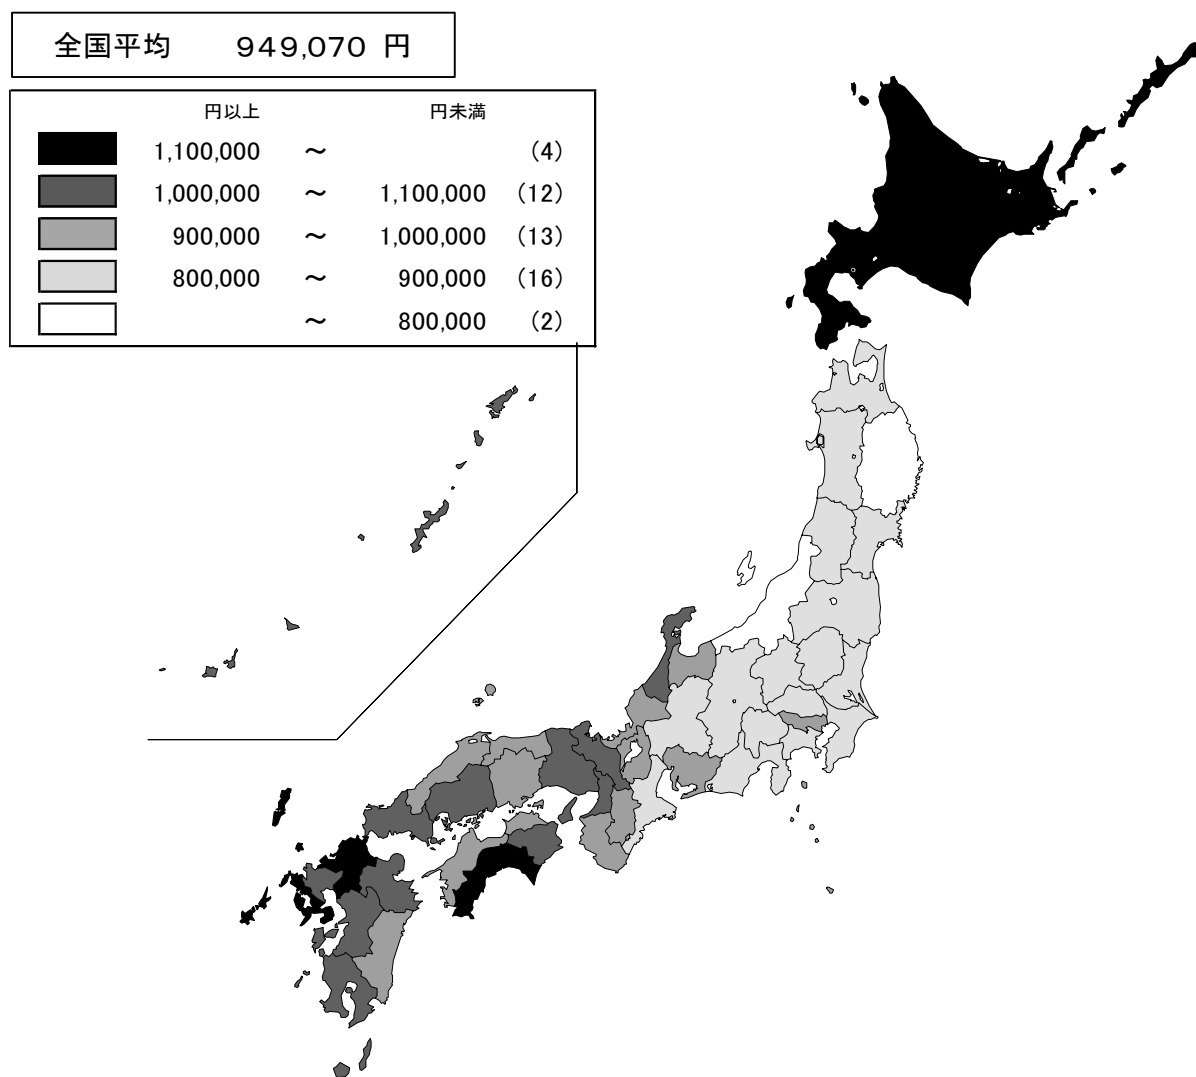 全国平均 949,070 円
円以上 円未満
1,100,000 ～ (4)
1,000,000 ～ 1,100,000 (12)
900,000 ～ 1,000,000 (13)
800,000 ～ 900,000 (16)
～ 800,000 (2)